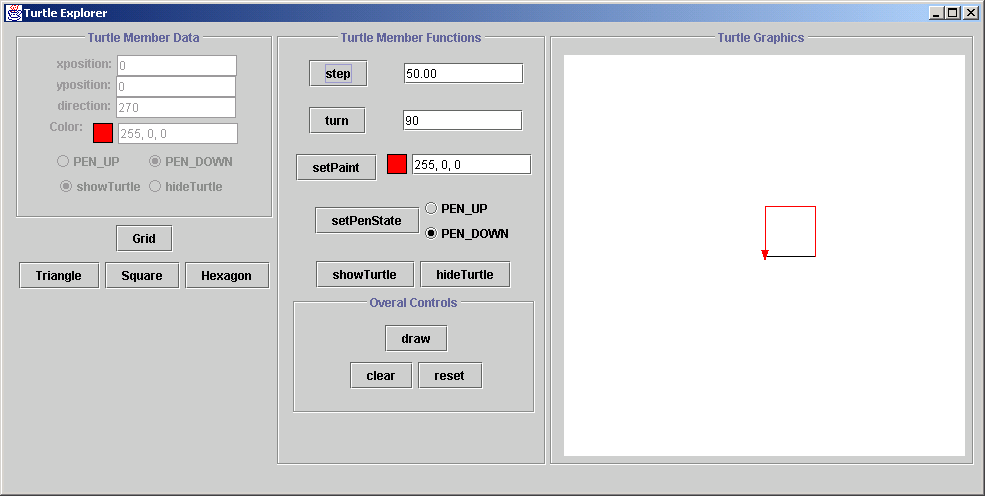 Turtle Explorer
Turtle Member Data
xposition: 0
yposition: 0
direction: 270
Color: 255, 0, 0
PEN_UP PEN_DOWN
showTurtle hideTurtle
Grid
Triangle Square Hexagon
Turtle Member Functions
step 50.00
turn 90
setPaint 255, 0, 0
setPenState PEN_UP
PEN_DOWN
showTurtle hideTurtle
Overal Controls
draw
clear reset
Turtle Graphics